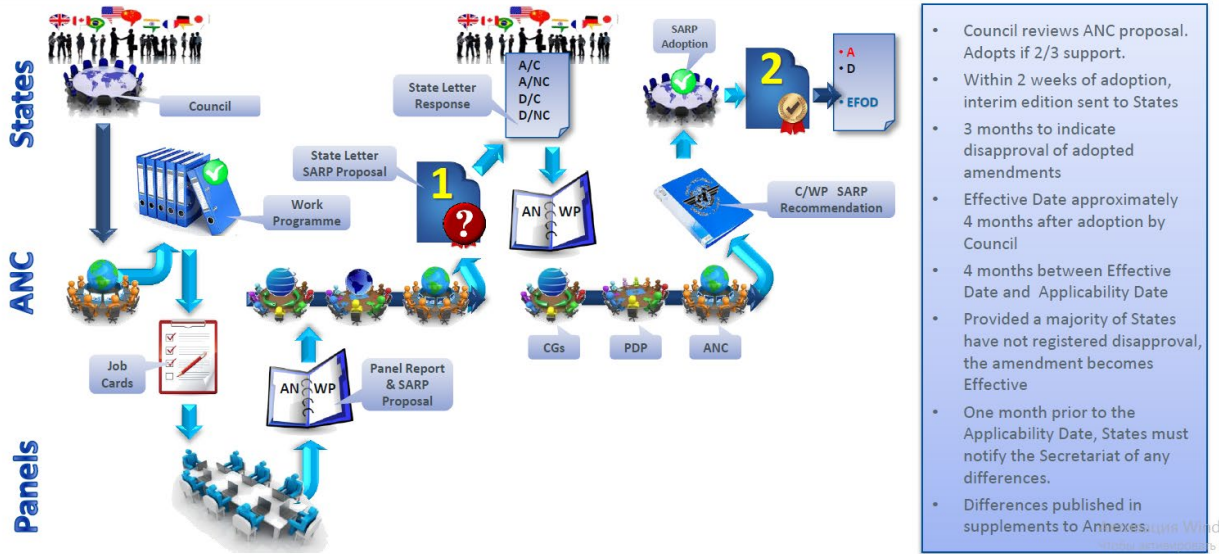 States
ANC
Panels
Council
Work
Programme
Job
Cards
AN WP
Panel Report
& SARP
Proposal
State Letter
SARP Proposal
1
?
State Letter
Response
A/C
A/NC
D/C
D/NC
AN WP
CGs
PDP
ANC
C/WP SARP
Recommendation
SARP
Adoption
2
• A
• D
• EFOD
• Council reviews ANC proposal.
Adopts if 2/3 support.
• Within 2 weeks of adoption,
interim edition sent to States
• 3 months to indicate
disapproval of adopted
amendments
• Effective Date approximately
4 months after adoption by
Council
• 4 months between Effective
Date and Applicability Date
• Provided a majority of States
have not registered disapproval,
the amendment becomes
Effective
• One month prior to the
Applicability Date, States must
notify the Secretariat of any
differences.
• Differences published in
supplements to Annexes.